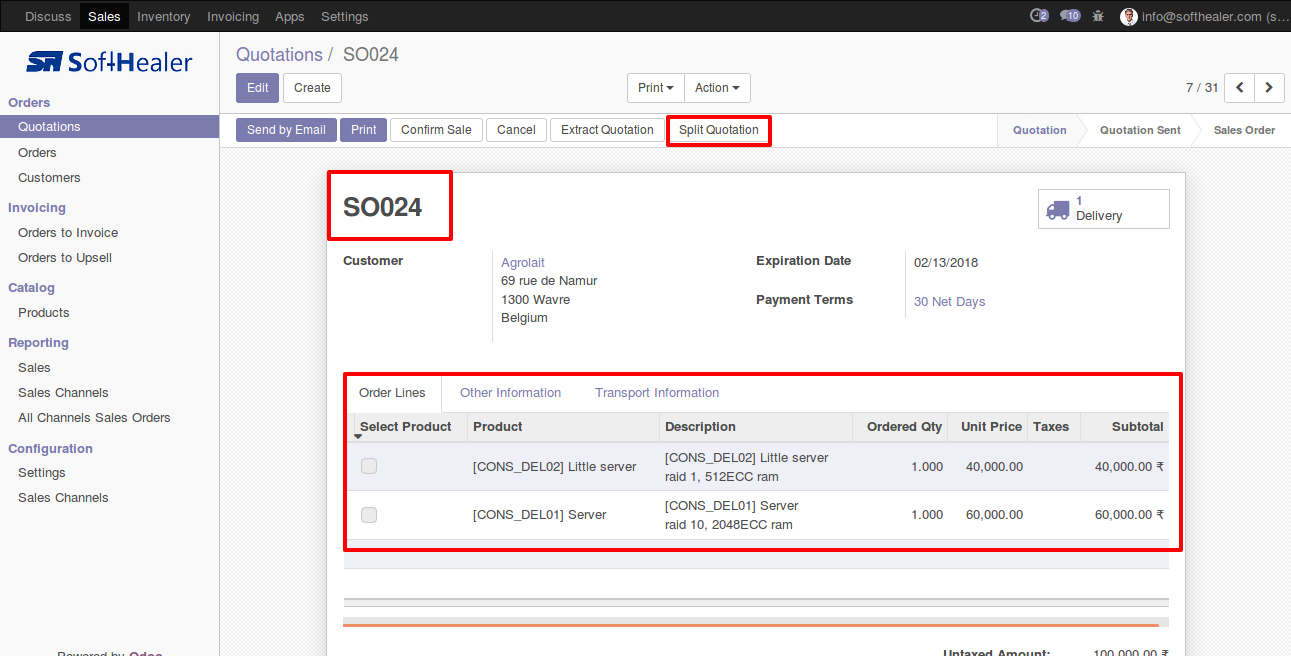 Discuss Sales Inventory Invoicing Apps Settings 2 10 info@softhealer.com (s...
SoftHealer
Quotations / SO024
Edit Create Print Action 7 / 31
Send by Email Print Confirm Sale Cancel Extract Quotation Split Quotation Quotation Quotation Sent Sales Order
Orders
Quotations
Orders
Customers
Invoicing
Orders to Invoice
Orders to Upsell
Catalog
Products
Reporting
Sales
Sales Channels
All Channels Sales Orders
Configuration
Settings
Sales Channels
Powered by Odoo
SO024
1
Delivery
Customer Agrolait
69 rue de Namur
1300 Wavre
Belgium
Expiration Date 02/13/2018
Payment Terms 30 Net Days
Order Lines Other Information Transport Information
Select Product Product Description Ordered Qty Unit Price Taxes Subtotal
[CONS_DEL02] Little server [CONS_DEL02] Little server
raid 1, 512ECC ram 1.000 40,000.00 40,000.00 ₹
[CONS_DEL01] Server [CONS_DEL01] Server
raid 10, 2048ECC ram 1.000 60,000.00 60,000.00 ₹
Untaxed Amount: 100,000.00 ₹